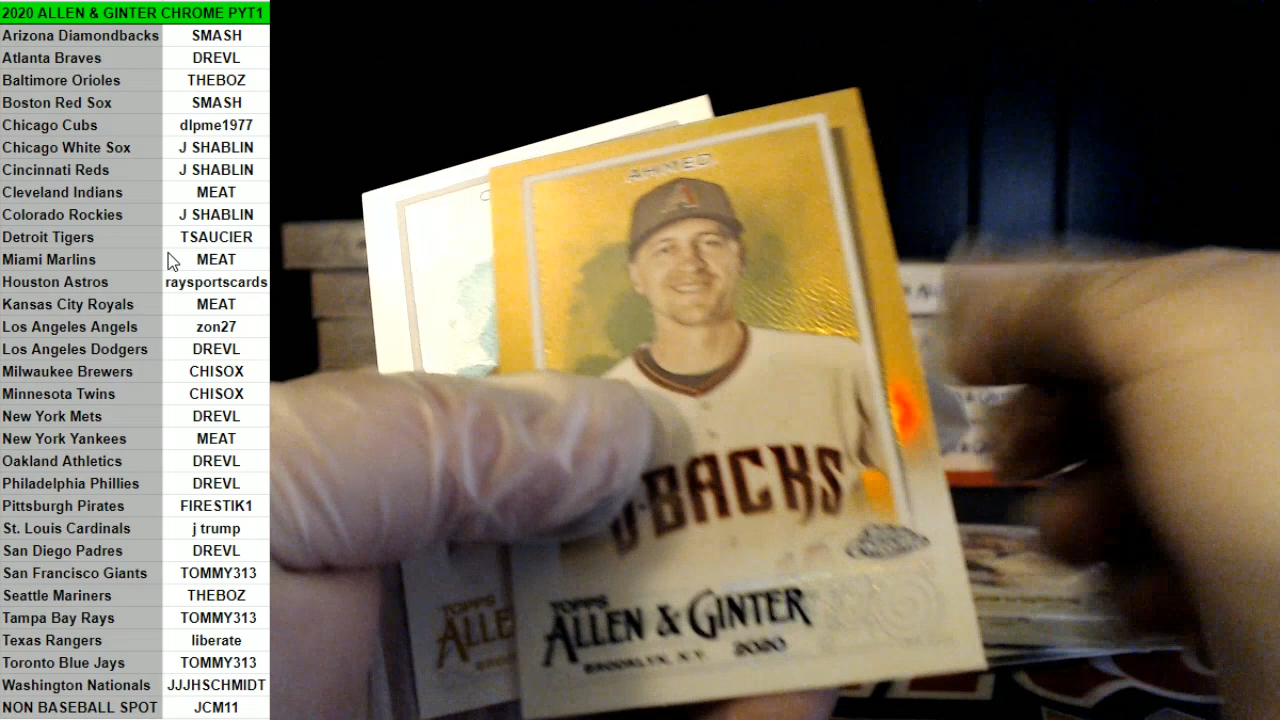 2020 ALLEN & GINTER CHROME PYT1
Arizona Diamondbacks SMASH
Atlanta Braves DREVL
Baltimore Orioles THEBOZ
Boston Red Sox SMASH
Chicago Cubs dlpme1977
Chicago White Sox J SHABLIN
Cincinnati Reds J SHABLIN
Cleveland Indians MEAT
Colorado Rockies J SHABLIN
Detroit Tigers TSAUCIER
Miami Marlins MEAT
Houston Astros raysportscards
Kansas City Royals MEAT
Los Angeles Angels zon27
Los Angeles Dodgers DREVL
Milwaukee Brewers CHISOX
Minnesota Twins CHISOX
New York Mets DREVL
New York Yankees MEAT
Oakland Athletics DREVL
Philadelphia Phillies DREVL
Pittsburgh Pirates FIRESTIK1
St. Louis Cardinals j trump
San Diego Padres DREVL
San Francisco Giants TOMMY313
Seattle Mariners THEBOZ
Tampa Bay Rays TOMMY313
Texas Rangers liberate
Toronto Blue Jays TOMMY313
Washington Nationals JJJHSCHMIDT
NON BASEBALL SPOT JCM11
AHMED
A
D-BACKS
TOPPS
ALLEN & GINTER
BROOKLYN, N.Y. 2020
TOPPS
ALLE